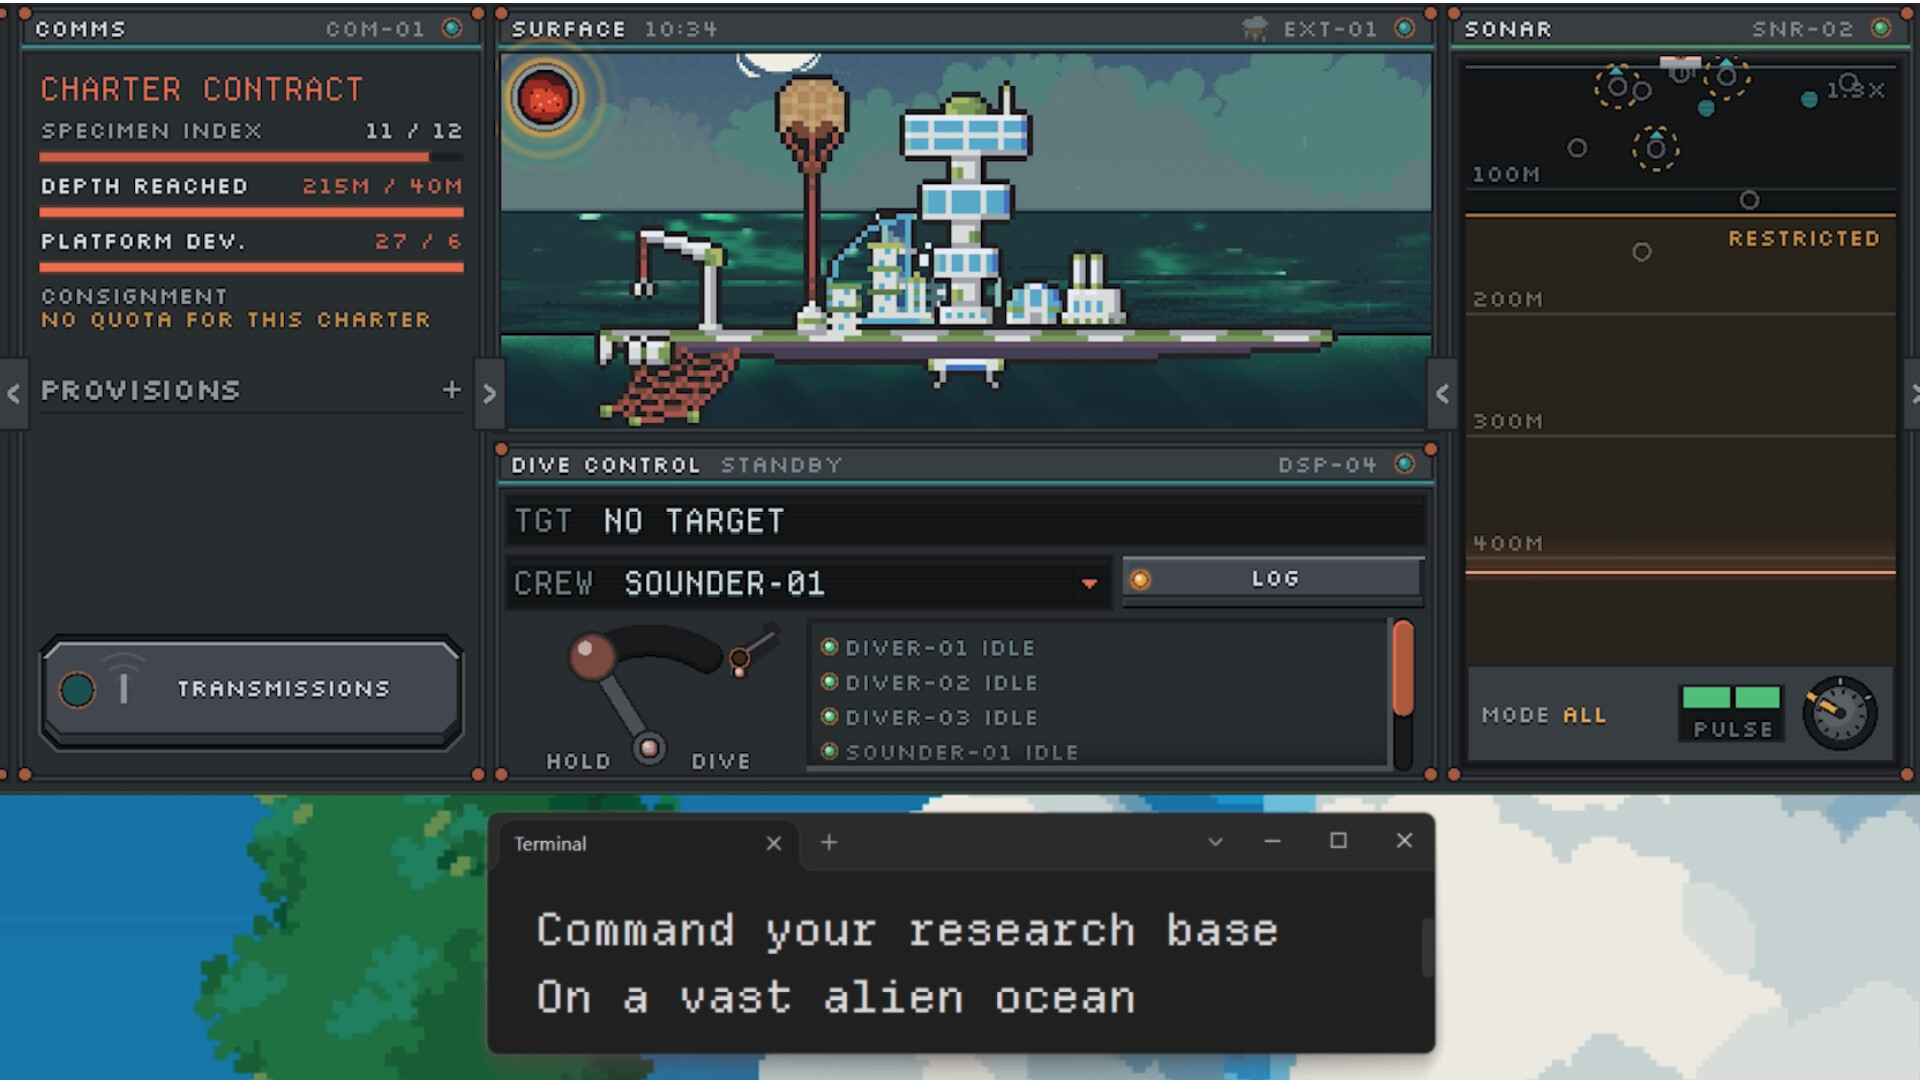 COMMS COM-01
CHARTER CONTRACT
SPECIMEN INDEX 11 / 12
DEPTH REACHED 215M / 40M
PLATFORM DEV. 27 / 6
CONSIGNMENT
NO QUOTA FOR THIS CHARTER
PROVISIONS +
TRANSMISSIONS
SURFACE 10:34 EXT-01
DIVE CONTROL STANDBY DSP-04
TGT NO TARGET
CREW SOUNDER-01
LOG
DIVER-01 IDLE
DIVER-02 IDLE
DIVER-03 IDLE
SOUNDER-01 IDLE
HOLD DIVE
SONAR SNR-02
100M
RESTRICTED
200M
300M
400M
MODE ALL
PULSE
Terminal
Command your research base
On a vast alien ocean